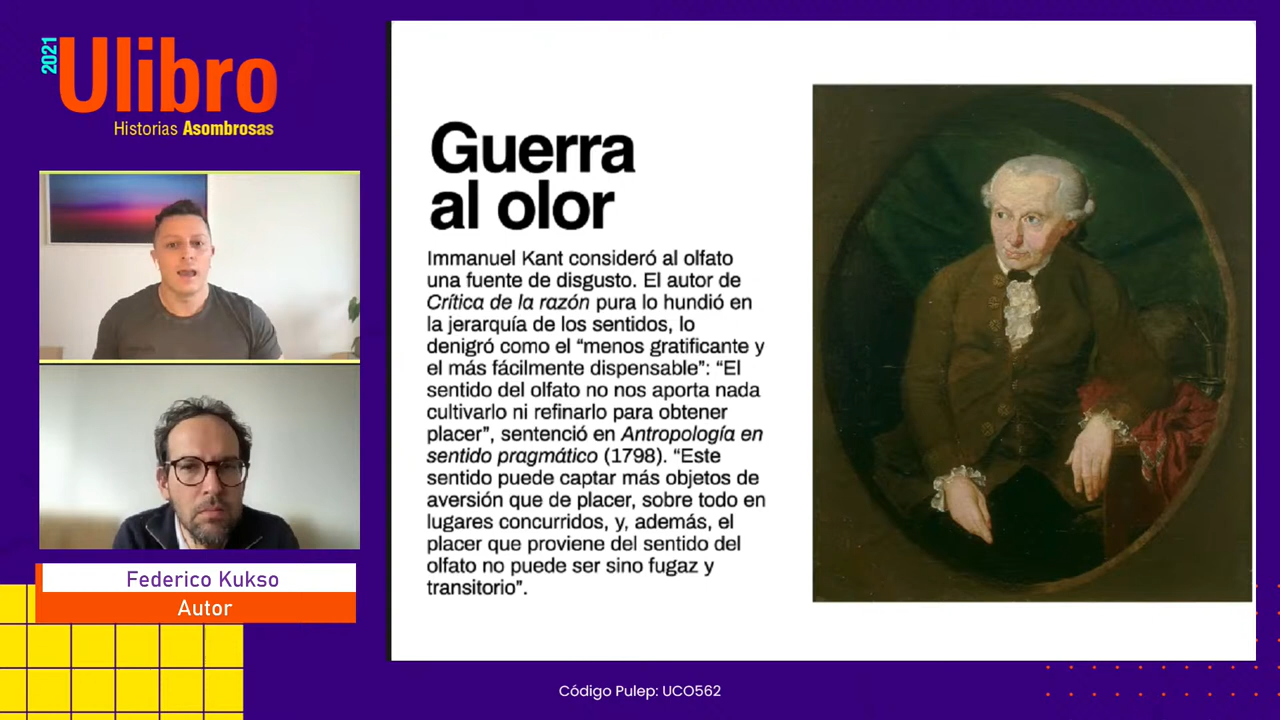 2021
Ulibro
Historias Asombrosas
Guerra
al olor
Immanuel Kant consideró al olfato
una fuente de disgusto. El autor de
Crítica de la razón pura lo hundió en
la jerarquía de los sentidos, lo
denigró como el “menos gratificante y
el más fácilmente dispensable”: “El
sentido del olfato no nos aporta nada
cultivarlo ni refinarlo para obtener
placer”, sentenció en Antropología en
sentido pragmático (1798). “Este
sentido puede captar más objetos de
aversión que de placer, sobre todo en
lugares concurridos, y, además, el
placer que proviene del sentido del
olfato no puede ser sino fugaz y
transitorio”.
Federico Kukso
Autor
Código Pulep: UCO562